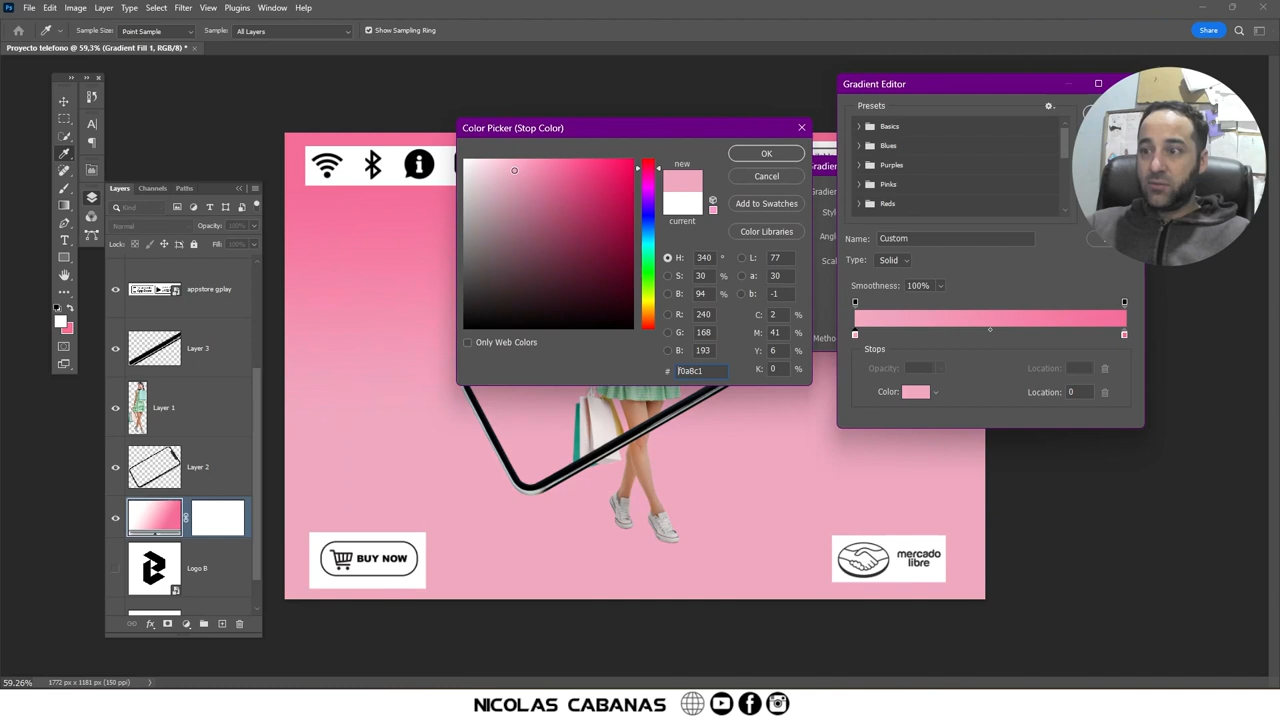 Ps File Edit Image Layer Type Select Filter View Plugins Window Help
Sample Size: Point Sample Sample: All Layers Show Sampling Ring Share
Proyecto telefono @ 59,3% (Gradient Fill 1, RGB/8) *
Gradient Editor
Presets
Basics
Blues
Purples
Pinks
Reds
Name: Custom
Type: Solid
Smoothness: 100%
Stops
Opacity: Location:
Color: Location: 0
Color Picker (Stop Color)
new
current
OK
Cancel
Add to Swatches
Color Libraries
H: 340 ° L: 77
S: 30 % a: 30
B: 94 % b: -1
R: 240 C: 2 %
G: 168 M: 41 %
B: 193 Y: 6 %
# f0a8c1 K: 0 %
Only Web Colors
Layers Channels Paths
Kind
Normal Opacity: 100%
Lock: Fill: 100%
appstore gplay
Layer 3
Layer 1
Layer 2
Logo B
BUY NOW
mercado
libre
59.26% 1772 px x 1181 px (150 ppi)
NICOLAS CABANAS